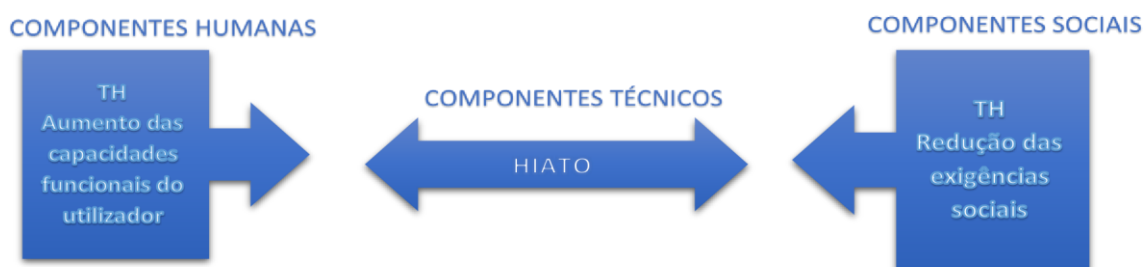 COMPONENTES HUMANAS
TH
Aumento das
capacidades
funcionais do
utilizador
COMPONENTES TÉCNICOS
HIATO
COMPONENTES SOCIAIS
TH
Redução das
exigências
sociais